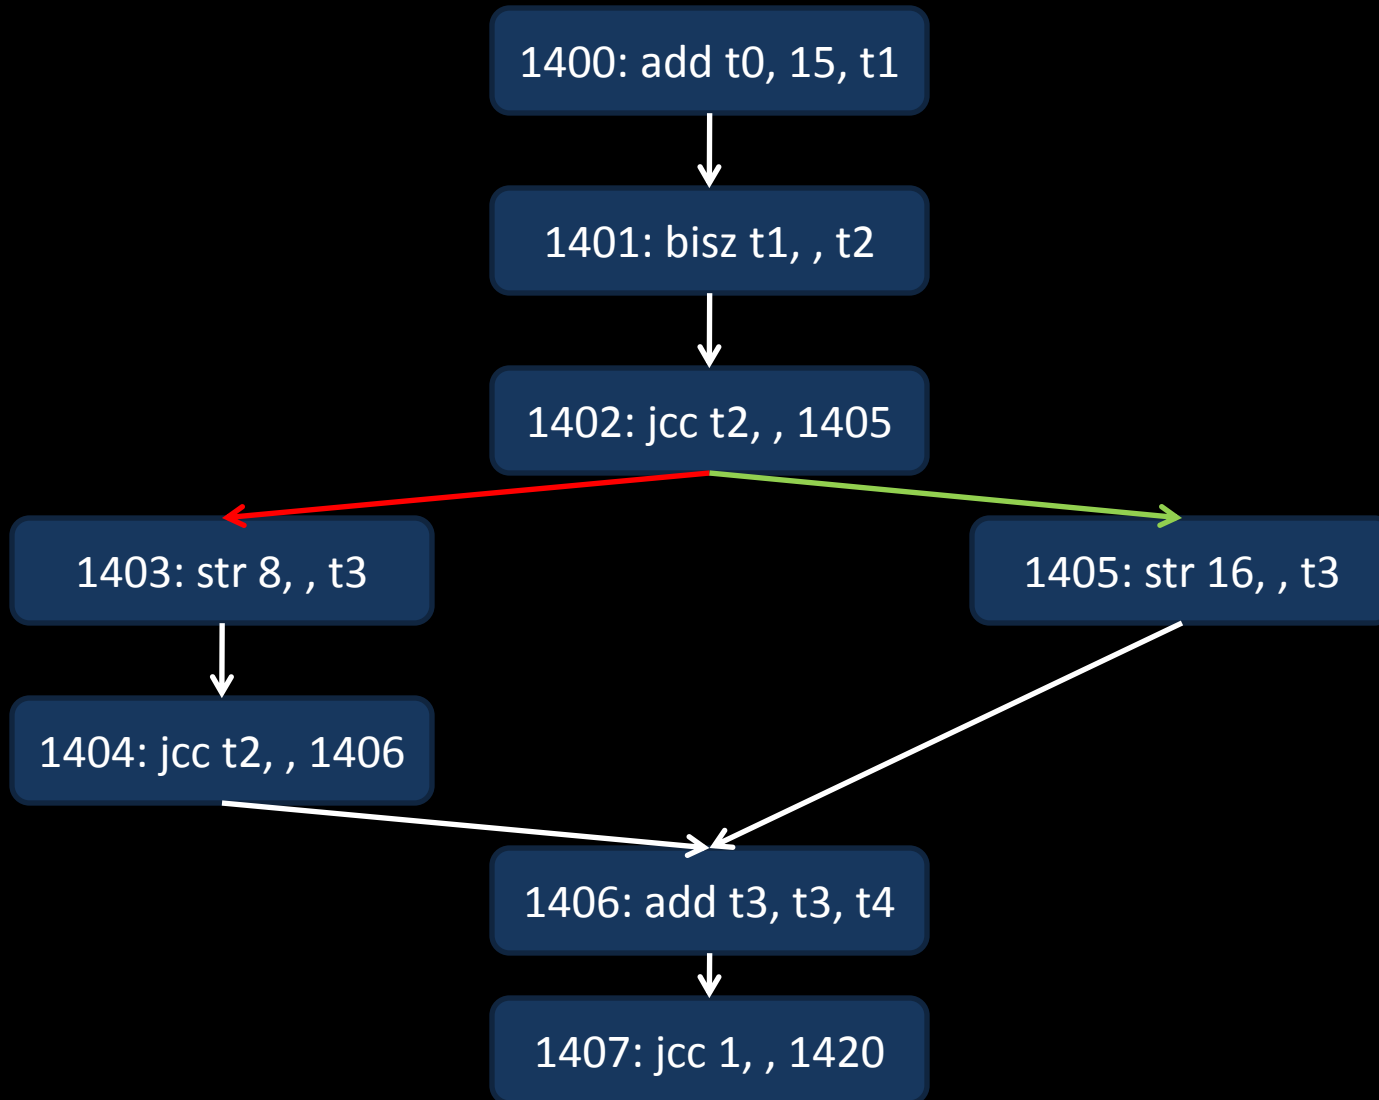 1400: add t0, 15, t1
1401: bisz t1, , t2
1402: jcc t2, , 1405
1403: str 8, , t3
1405: str 16, , t3
1404: jcc t2, , 1406
1406: add t3, t3, t4
1407: jcc 1, , 1420